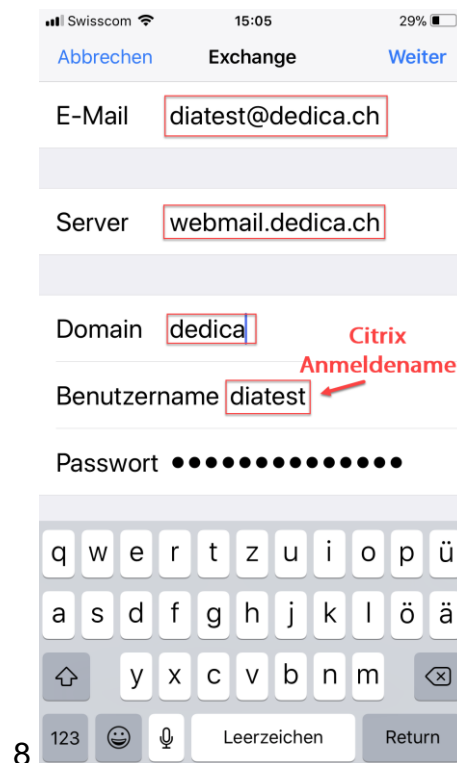 Swisscom 15:05 29%
Abbrechen Exchange Weiter
E-Mail diatest@dedica.ch
Server webmail.dedica.ch
Domain dedica
Citrix
Anmeldename
Benutzername diatest
Passwort ●●●●●●●●●●●●●●
q w e r t z u i o p ü
a s d f g h j k l ö ä
y x c v b n m
123 Leerzeichen Return
8